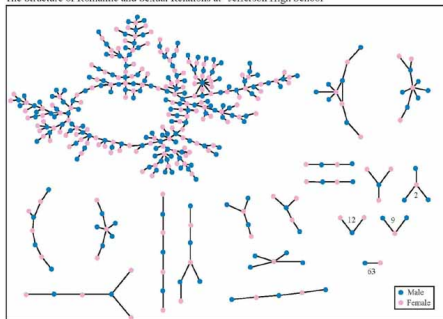 The Structure of Romantic and Sexual Relations at "Jefferson High School"
2
12
9
63
Male
Female